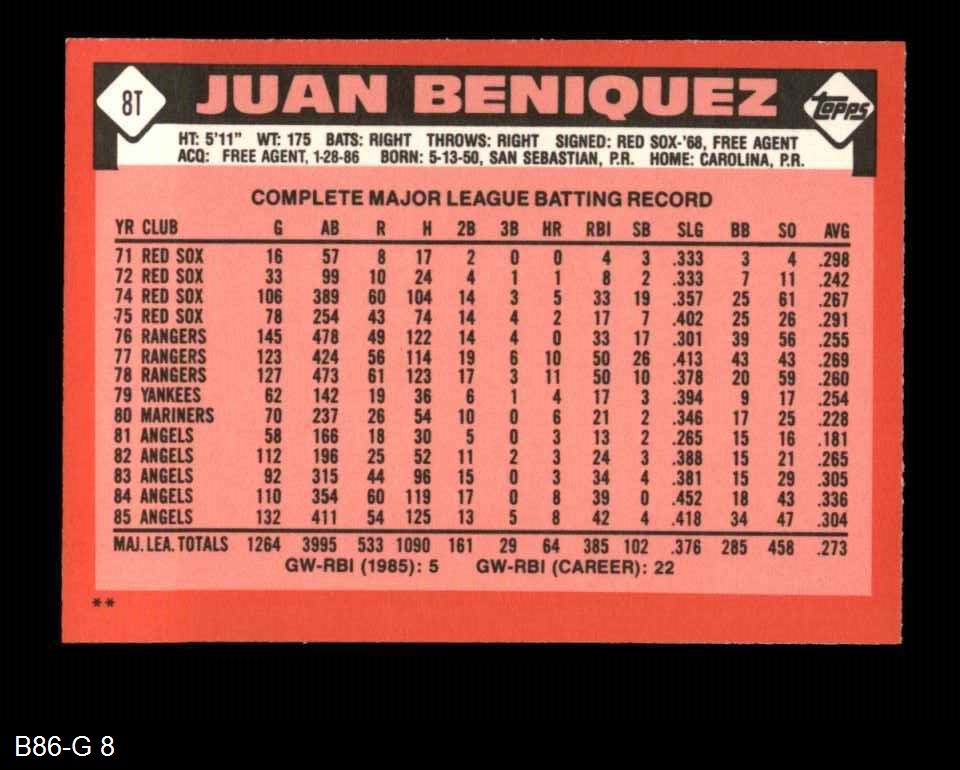 8T JUAN BENIQUEZ Topps
HT: 5'11" WT: 175 BATS: RIGHT THROWS: RIGHT SIGNED: RED SOX-'68, FREE AGENT
ACQ: FREE AGENT, 1-28-86 BORN: 5-13-50, SAN SEBASTIAN, P.R. HOME: CAROLINA, P.R.
COMPLETE MAJOR LEAGUE BATTING RECORD
YR CLUB G AB R H 2B 3B HR RBI SB SLG BB SO AVG
71 RED SOX 16 57 8 17 2 0 0 4 3 .333 3 4 .298
72 RED SOX 33 99 10 24 4 1 1 8 2 .333 7 11 .242
74 RED SOX 106 389 60 104 14 3 5 33 19 .357 25 61 .267
75 RED SOX 78 254 43 74 14 4 2 17 7 .402 25 26 .291
76 RANGERS 145 478 49 122 14 4 0 33 17 .301 39 56 .255
77 RANGERS 123 424 56 114 19 6 10 50 26 .413 43 43 .269
78 RANGERS 127 473 61 123 17 3 11 50 10 .378 20 59 .260
79 YANKEES 62 142 19 36 6 1 4 17 3 .394 9 17 .254
80 MARINERS 70 237 26 54 10 0 6 21 2 .346 17 25 .228
81 ANGELS 58 166 18 30 5 0 3 13 2 .265 15 16 .181
82 ANGELS 112 196 25 52 11 2 3 24 3 .388 15 21 .265
83 ANGELS 92 315 44 96 15 0 3 34 4 .381 15 29 .305
84 ANGELS 110 354 60 119 17 0 8 39 0 .452 18 43 .336
85 ANGELS 132 411 54 125 13 5 8 42 4 .418 34 47 .304
MAJ. LEA. TOTALS 1264 3995 533 1090 161 29 64 385 102 .376 285 458 .273
GW-RBI (1985): 5 GW-RBI (CAREER): 22
**
B86-G 8